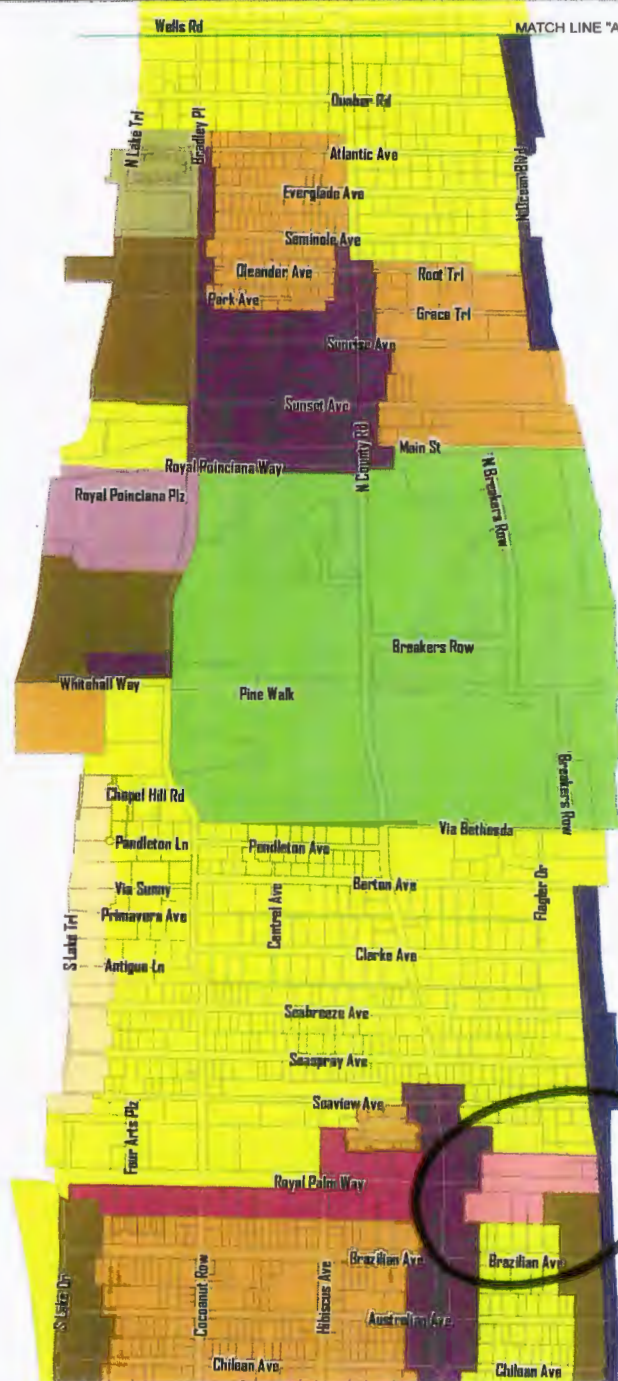 Wells Rd
MATCH LINE "A
Dunbar Rd
N Lake Trl
Bradley Pl
Atlantic Ave
N Ocean Blvd
Everglade Ave
Seminole Ave
Oleander Ave
Root Trl
Park Ave
Grace Trl
Sunrise Ave
Sunset Ave
N County Rd
Main St
Royal Poinciana Way
N Breakers Row
Royal Poinciana Plz
Breakers Row
Whitehall Way
Pine Walk
Breakers Row
Chapel Hill Rd
Via Bethesda
Pendleton Ln
Pendleton Ave
Via Sunny
Barton Ave
Flagler Dr
Primavera Ave
Central Ave
S Lake Trl
Clarke Ave
Antigua Ln
Seabreeze Ave
Seaspray Ave
Seaview Ave
Four Arts Plz
Royal Palm Way
Brazilian Ave
Brazilian Ave
S Lake Dr
Cocoanut Row
Hibiscus Ave
Australian Ave
Chilean Ave
Chilean Ave